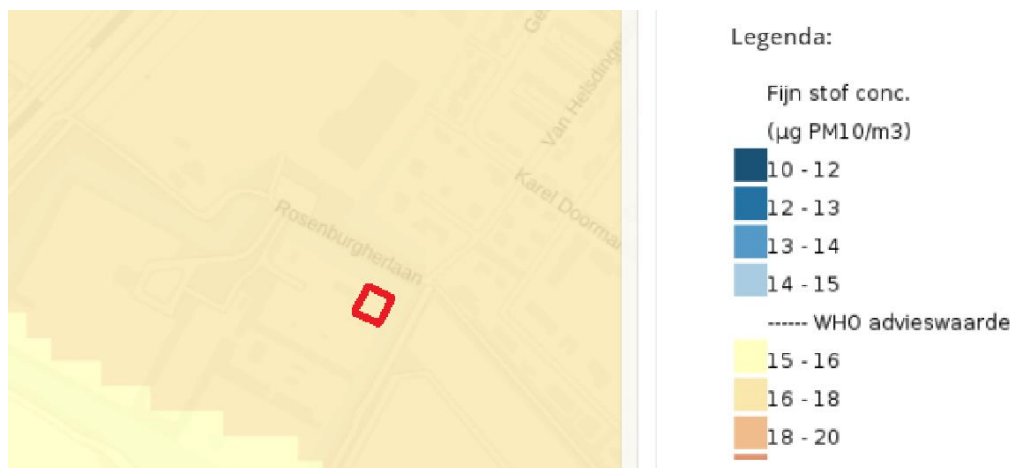 Legenda:
Fijn stof conc.
(µg PM10/m3)
10 - 12
12 - 13
13 - 14
14 - 15
------ WHO advieswaarde
15 - 16
16 - 18
18 - 20
Van Helsdinge
Karel Doorma
Rosenburgherlaan